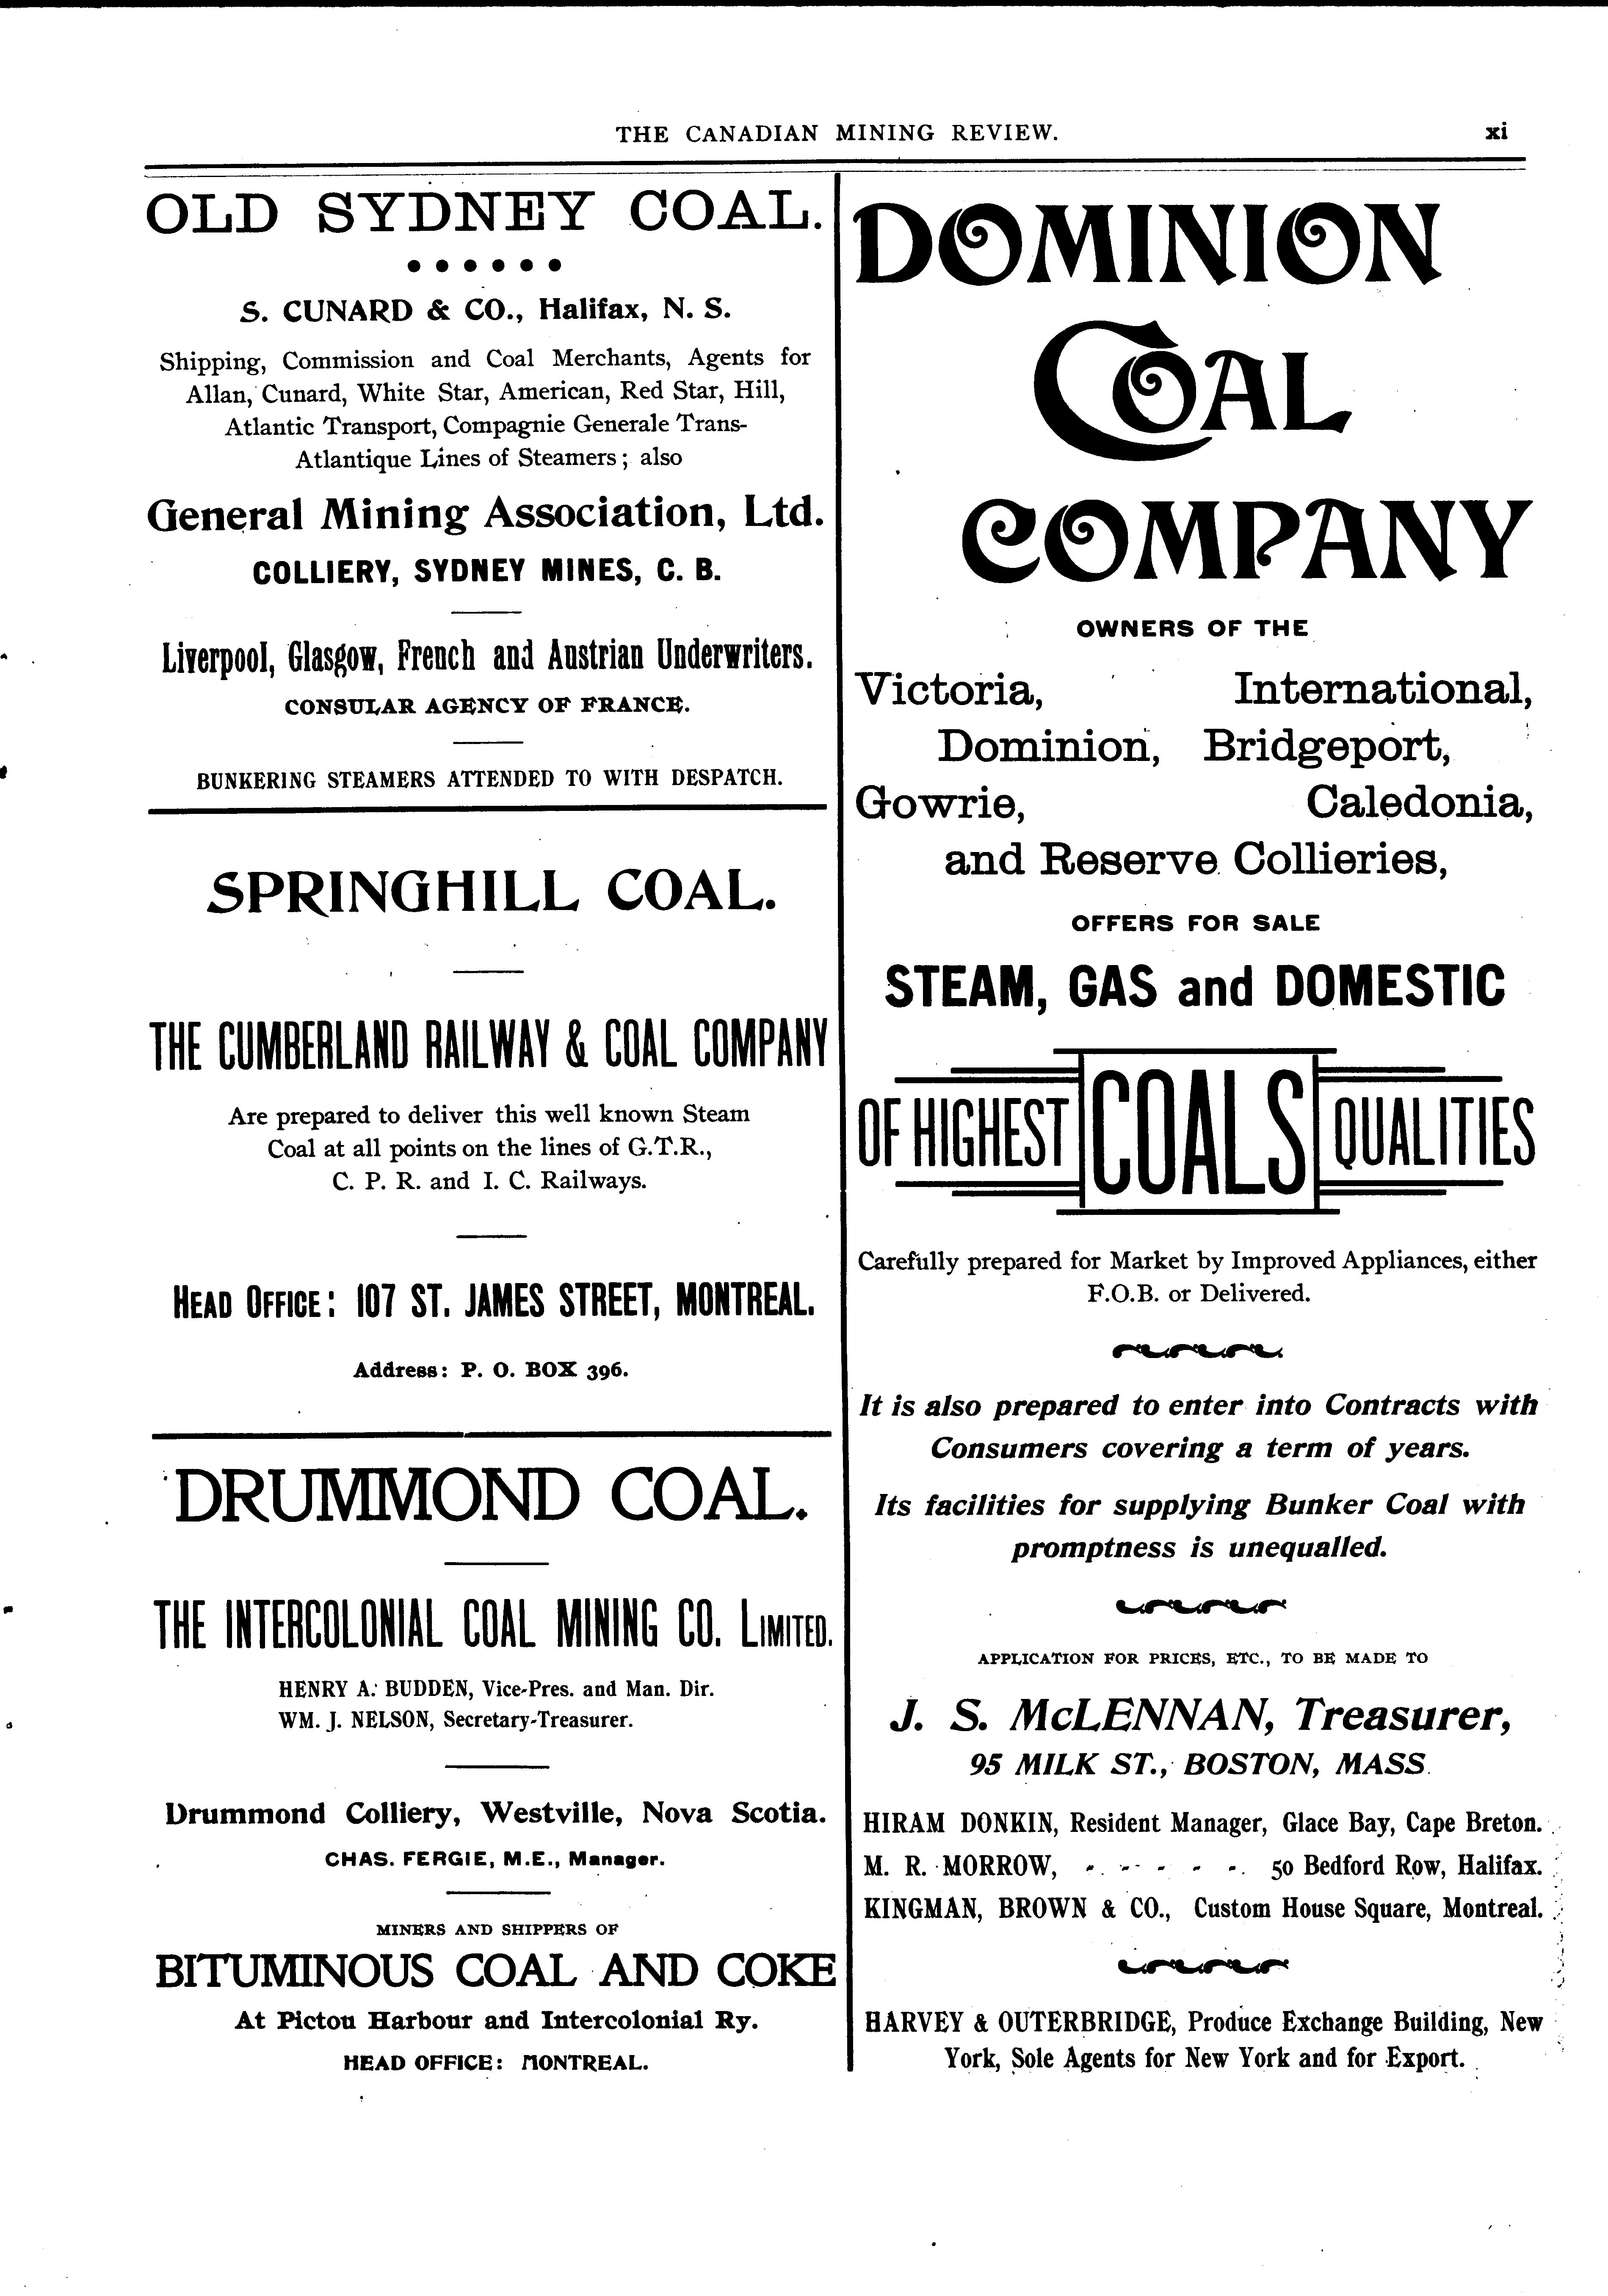 THE CANADIAN MINING REVIEW.
xi
OLD SYDNEY COAL.
S. CUNARD & CO., Halifax, N. S.
Shipping, Commission and Coal Merchants, Agents for
Allan, Cunard, White Star, American, Red Star, Hill,
Atlantic Transport, Compagnie Generale Trans-
Atlantique Lines of Steamers; also
General Mining Association, Ltd.
COLLIERY, SYDNEY MINES, C. B.
Liverpool, Glasgow, French and Austrian Underwriters.
CONSULAR AGENCY OF FRANCE.
BUNKERING STEAMERS ATTENDED TO WITH DESPATCH.
SPRINGHILL COAL.
THE CUMBERLAND RAILWAY & COAL COMPANY
Are prepared to deliver this well known Steam
Coal at all points on the lines of G.T.R.,
C. P. R. and I. C. Railways.
HEAD OFFICE: 107 ST. JAMES STREET, MONTREAL.
Address: P. O. BOX 396.
DRUMMOND COAL.
THE INTERCOLONIAL COAL MINING CO. LIMITED.
HENRY A. BUDDEN, Vice-Pres. and Man. Dir.
WM. J. NELSON, Secretary-Treasurer.
Drummond Colliery, Westville, Nova Scotia.
CHAS. FERGIE, M.E., Manager.
MINERS AND SHIPPERS OF
BITUMINOUS COAL AND COKE
At Pictou Harbour and Intercolonial Ry.
HEAD OFFICE: MONTREAL.
DOMINION
COAL
COMPANY
OWNERS OF THE
Victoria, International,
Dominion, Bridgeport,
Gowrie, Caledonia,
and Reserve Collieries,
OFFERS FOR SALE
STEAM, GAS and DOMESTIC
OF HIGHEST COALS QUALITIES
Carefully prepared for Market by Improved Appliances, either
F.O.B. or Delivered.
It is also prepared to enter into Contracts with
Consumers covering a term of years.
Its facilities for supplying Bunker Coal with
promptness is unequalled.
APPLICATION FOR PRICES, ETC., TO BE MADE TO
J. S. McLENNAN, Treasurer,
95 MILK ST., BOSTON, MASS.
HIRAM DONKIN, Resident Manager, Glace Bay, Cape Breton.
M. R. MORROW, - - - - - - 50 Bedford Row, Halifax.
KINGMAN, BROWN & CO., Custom House Square, Montreal.
HARVEY & OUTERBRIDGE, Produce Exchange Building, New
York, Sole Agents for New York and for Export.